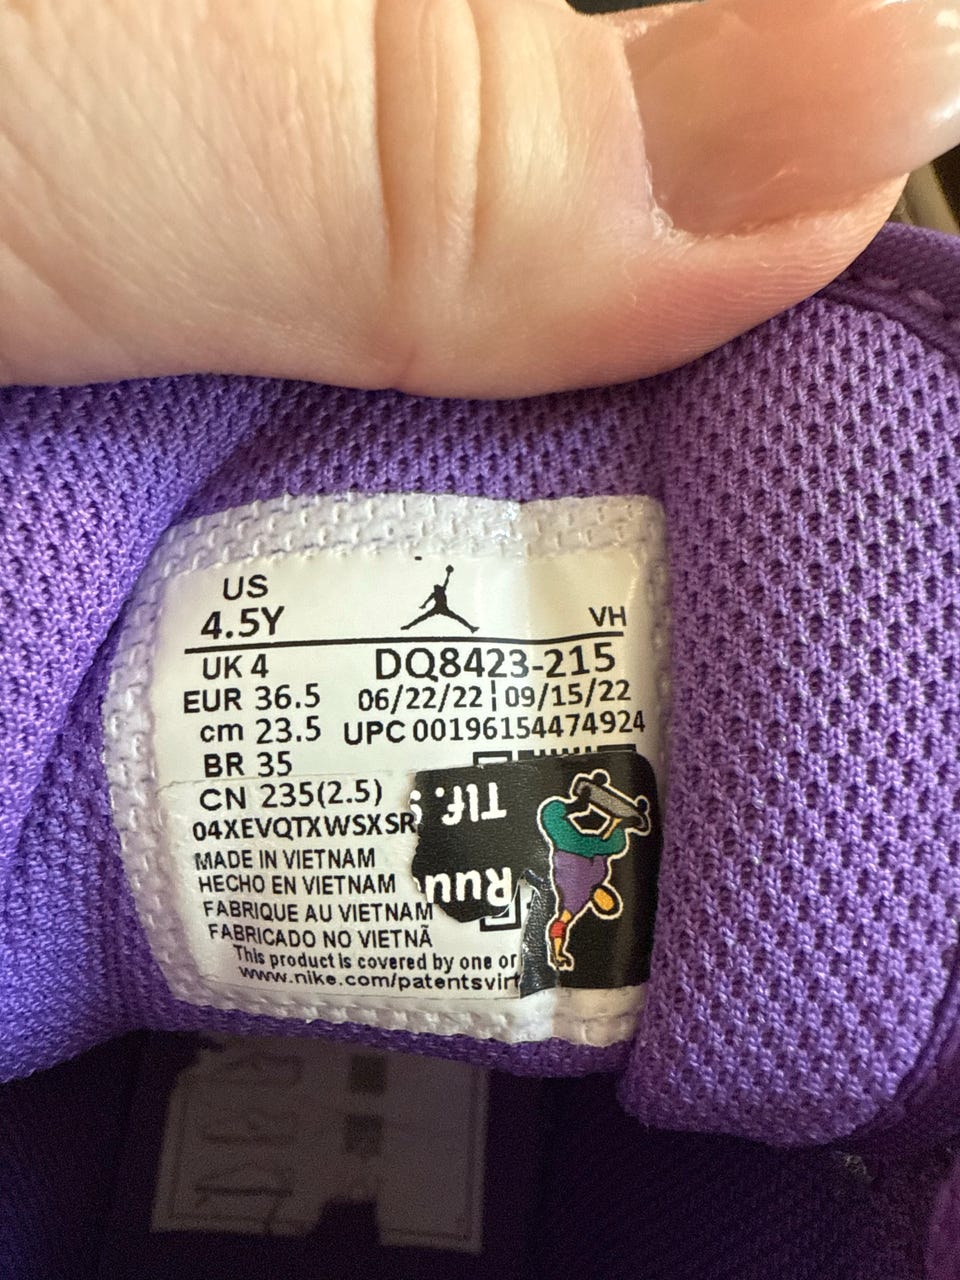 US
4.5Y
VH
UK 4
DQ8423-215
EUR 36.5
06/22/22 ¦ 09/15/22
cm 23.5
UPC 00196154474924
BR 35
CN 235(2.5)
04XEVQTXWSXSR
MADE IN VIETNAM
HECHO EN VIETNAM
FABRIQUE AU VIETNAM
FABRICADO NO VIETNÃ
This product is covered by one or
www.nike.com/patentsvirt
Ruu
Tlf.